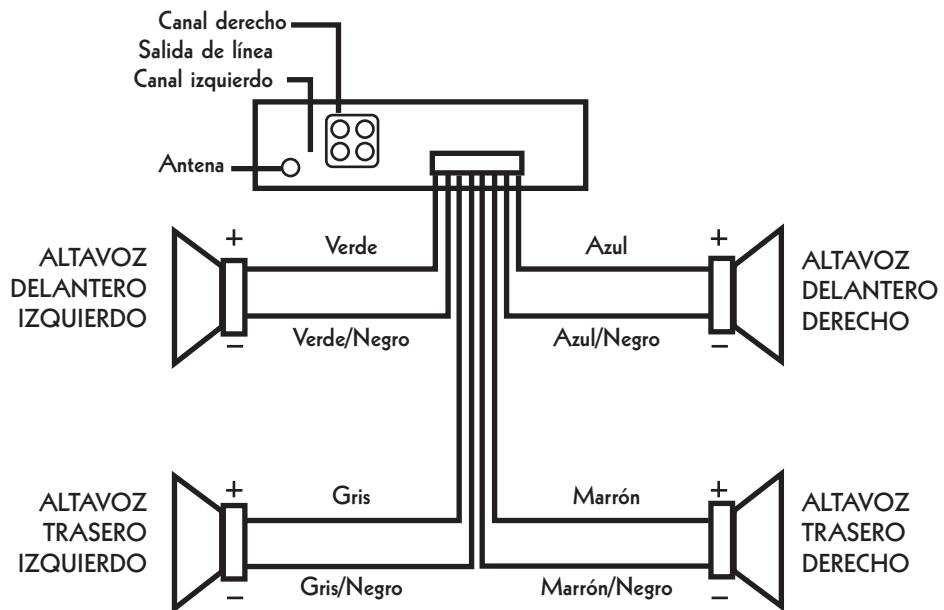 Canal derecho
Salida de línea
Canal izquierdo
Antena
ALTAVOZ
DELANTERO
IZQUIERDO
+
−
Verde
Verde/Negro
Azul
Azul/Negro
+
−
ALTAVOZ
DELANTERO
DERECHO
ALTAVOZ
TRASERO
IZQUIERDO
+
−
Gris
Gris/Negro
Marrón
Marrón/Negro
+
−
ALTAVOZ
TRASERO
DERECHO